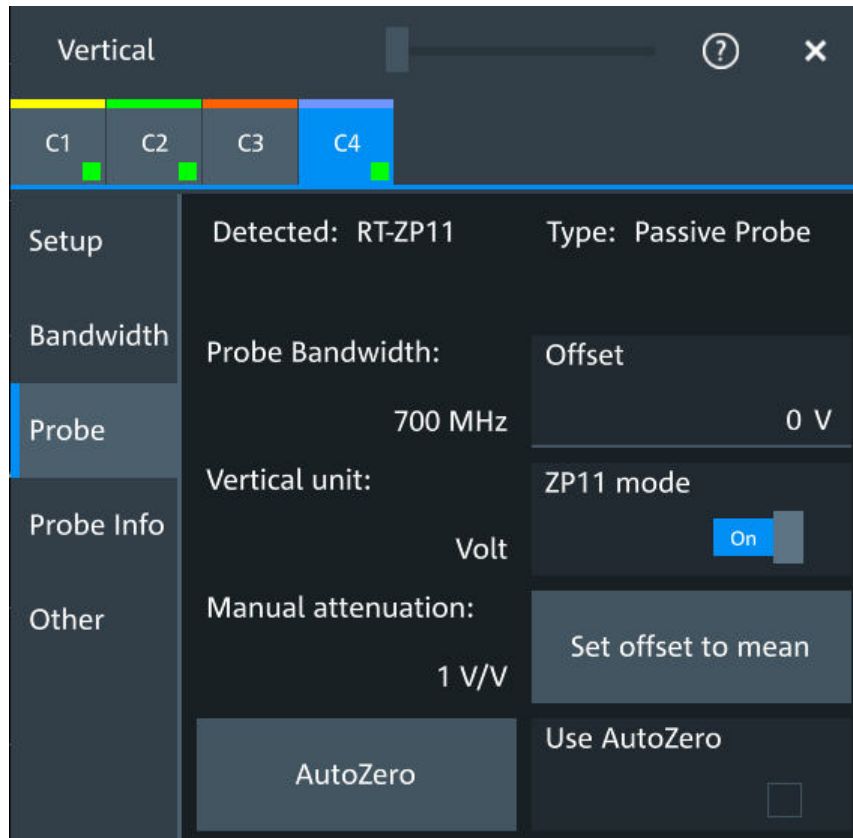 Vertical
?
C1 C2 C3 C4
Setup
Bandwidth
Probe
Probe Info
Other
Detected: RT-ZP11 Type: Passive Probe
Probe Bandwidth:
700 MHz
Offset
0 V
Vertical unit:
Volt
ZP11 mode
On
Manual attenuation:
1 V/V
Set offset to mean
AutoZero
Use AutoZero